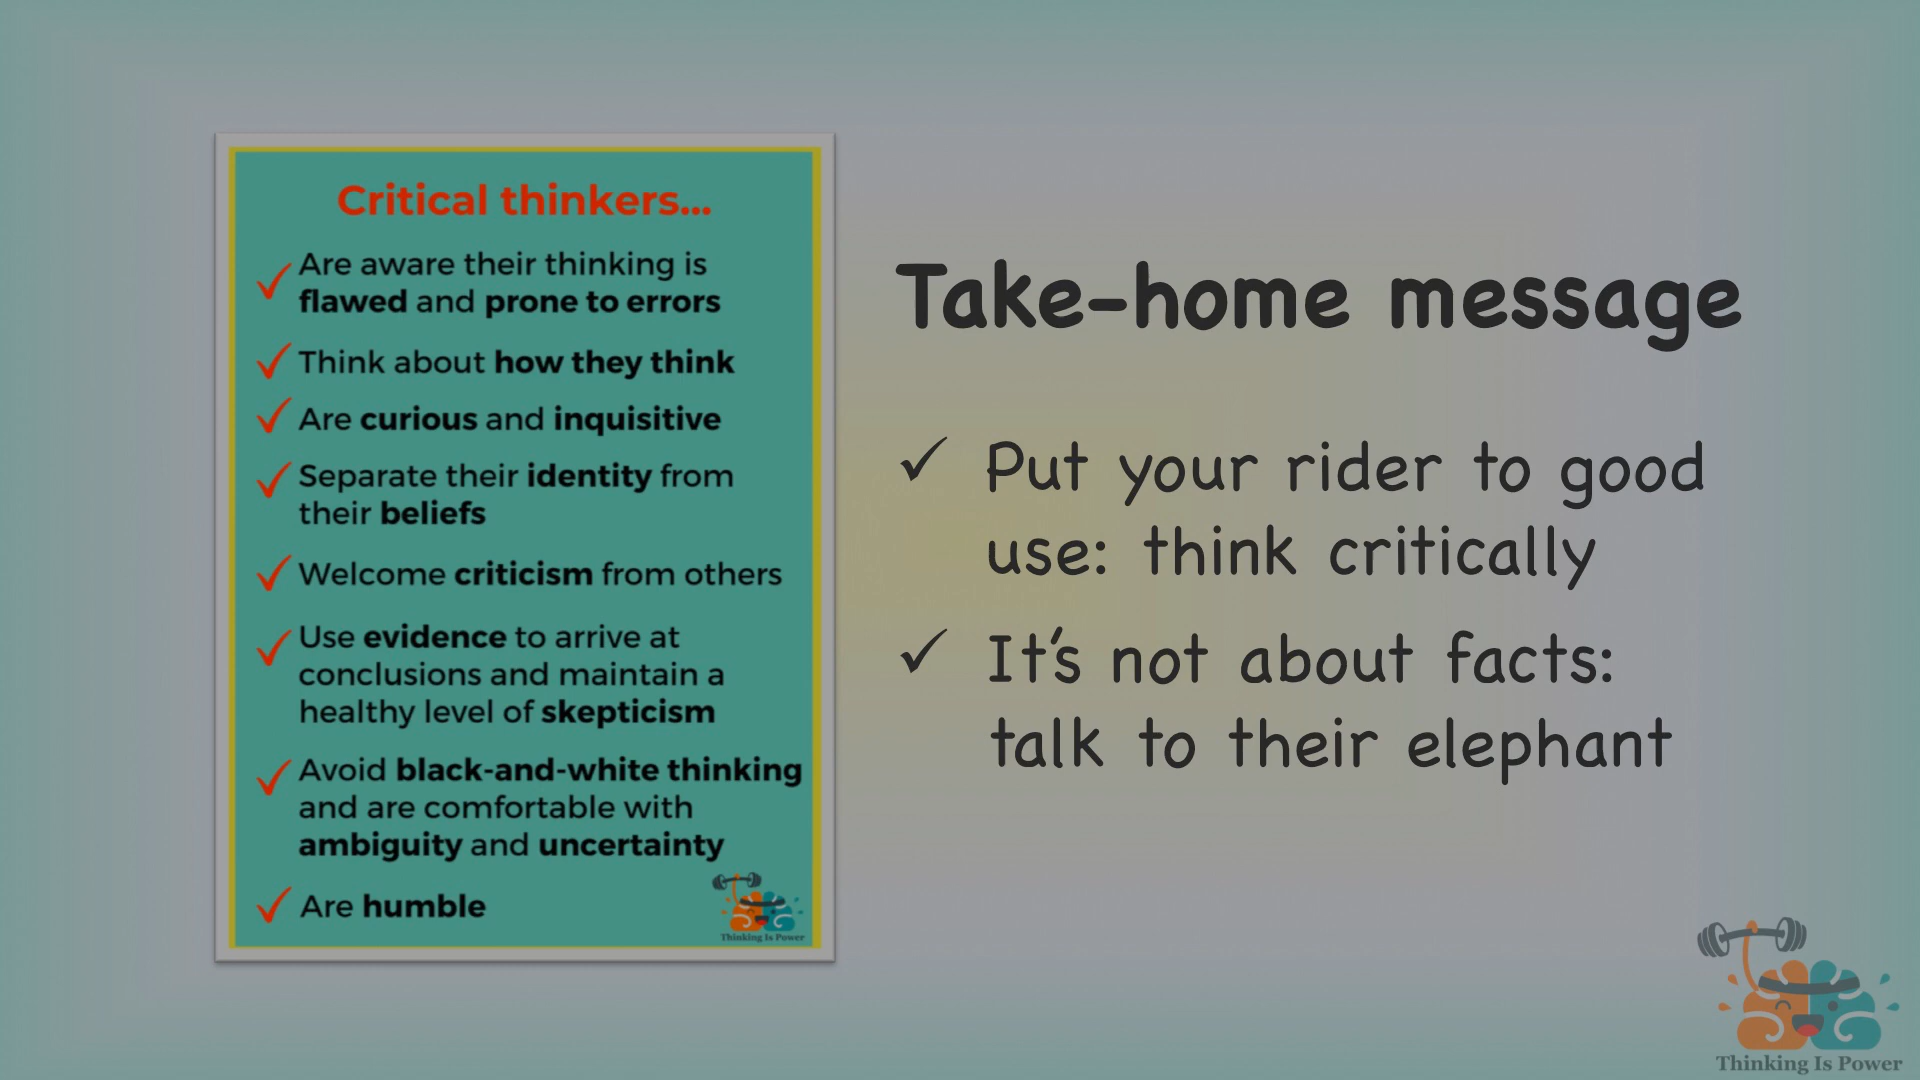 Critical thinkers...
Are aware their thinking is
flawed and prone to errors
Think about how they think
Are curious and inquisitive
Separate their identity from
their beliefs
Welcome criticism from others
Use evidence to arrive at
conclusions and maintain a
healthy level of skepticism
Avoid black-and-white thinking
and are comfortable with
ambiguity and uncertainty
Are humble
Thinking Is Power
Take-home message
Put your rider to good
use: think critically
It's not about facts:
talk to their elephant
Thinking Is Power